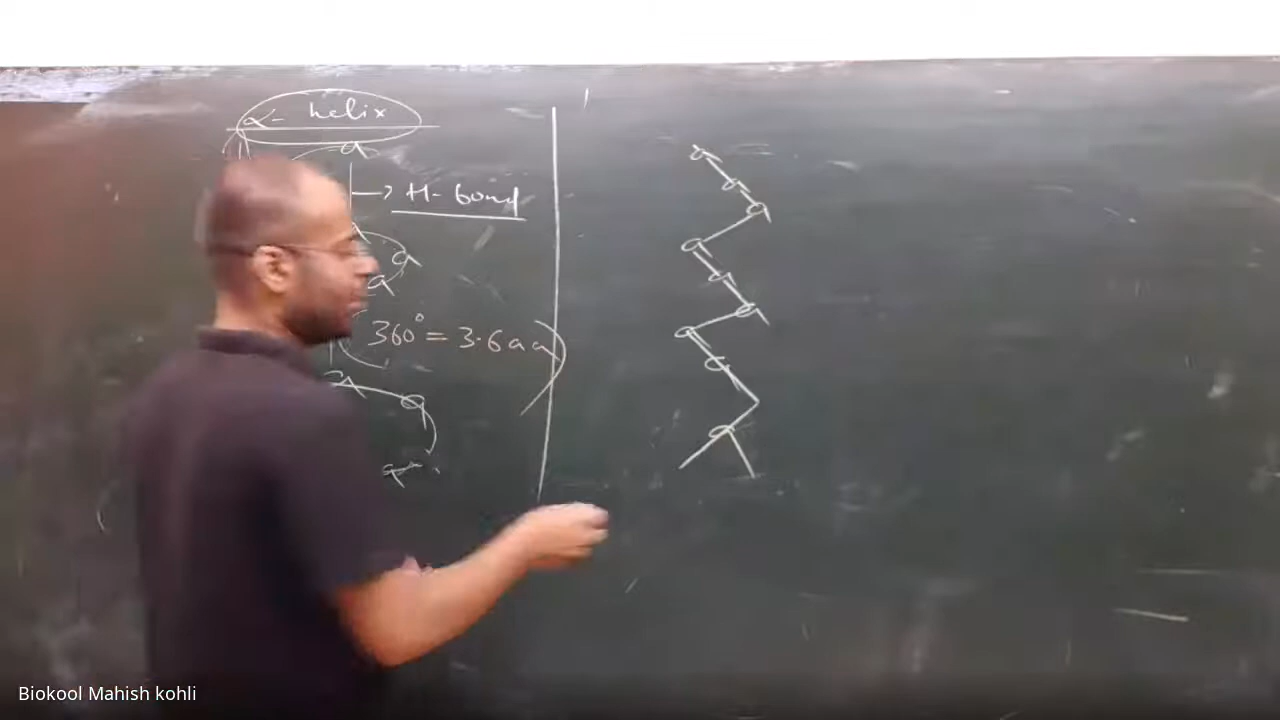 α- helix
→ H-bond
360° = 3.6 aa
Biokool Mahish kohli